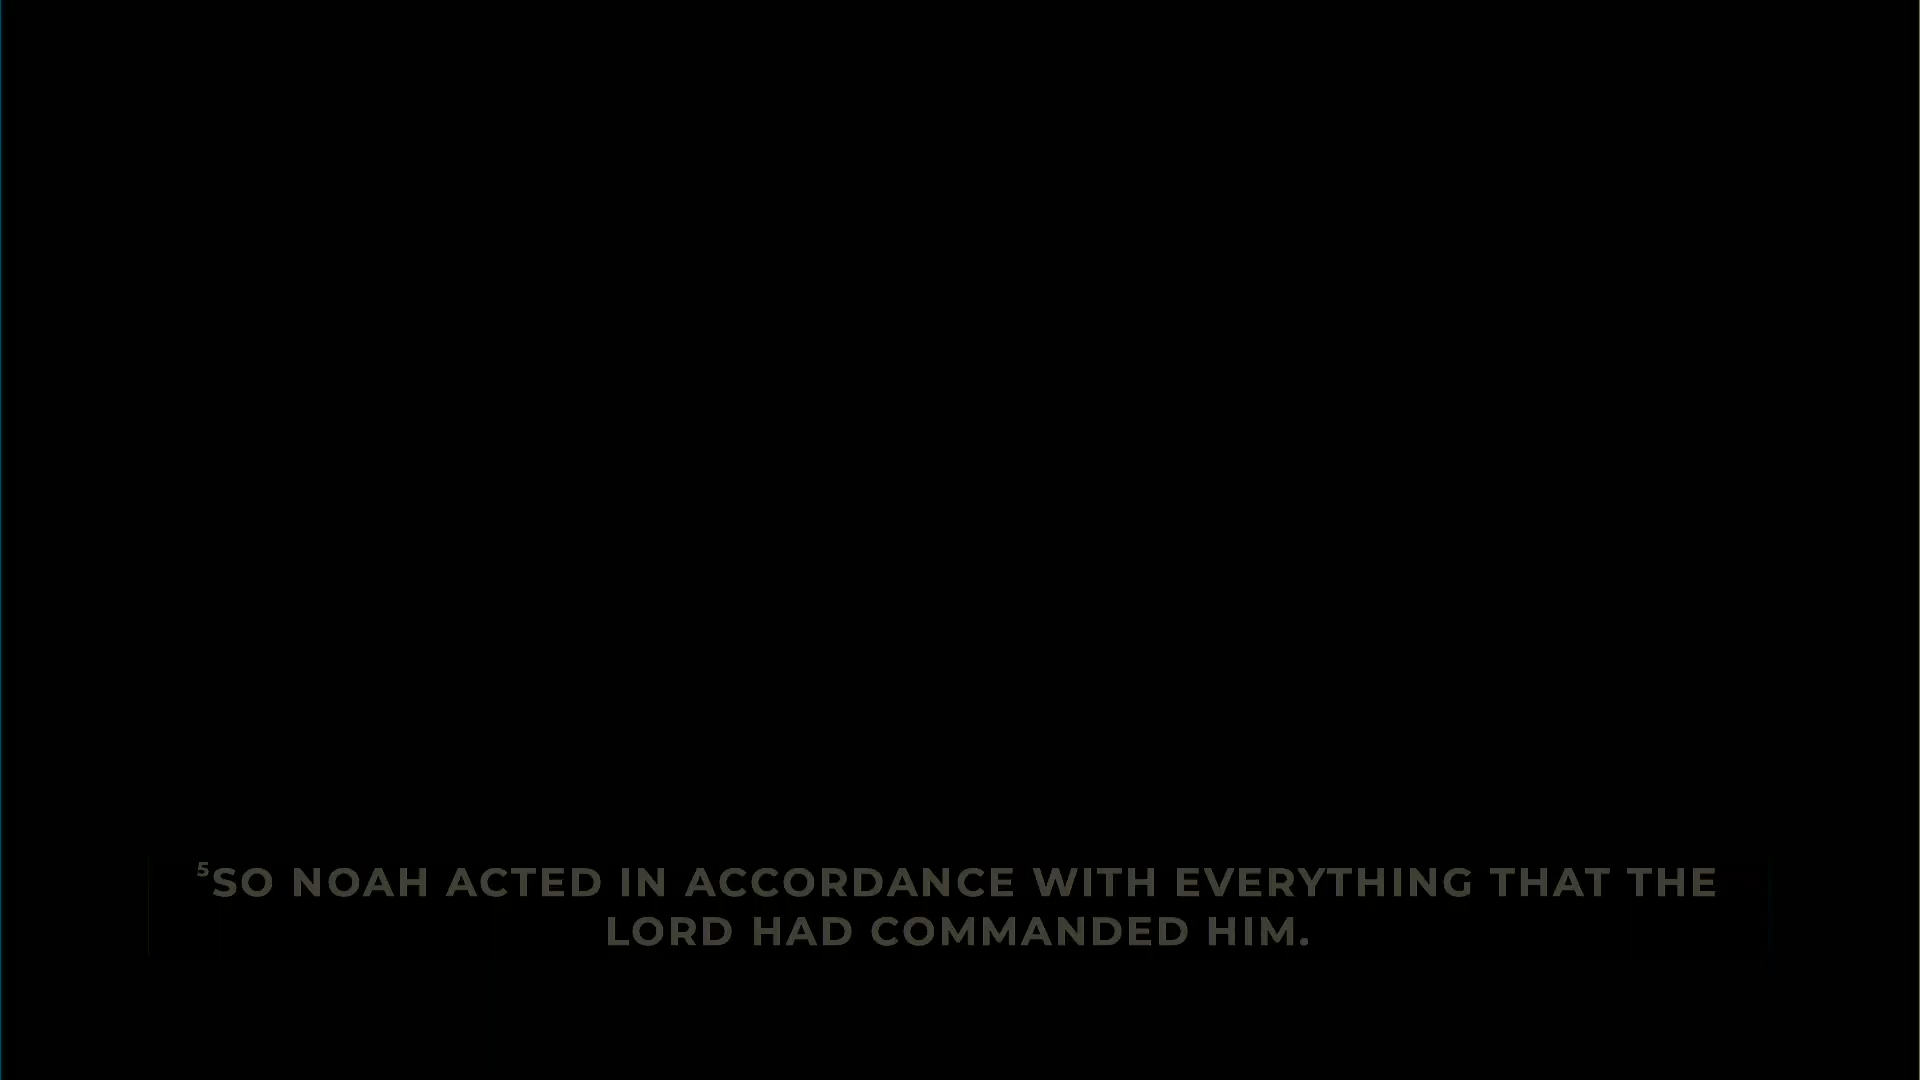 ⁵SO NOAH ACTED IN ACCORDANCE WITH EVERYTHING THAT THE
LORD HAD COMMANDED HIM.